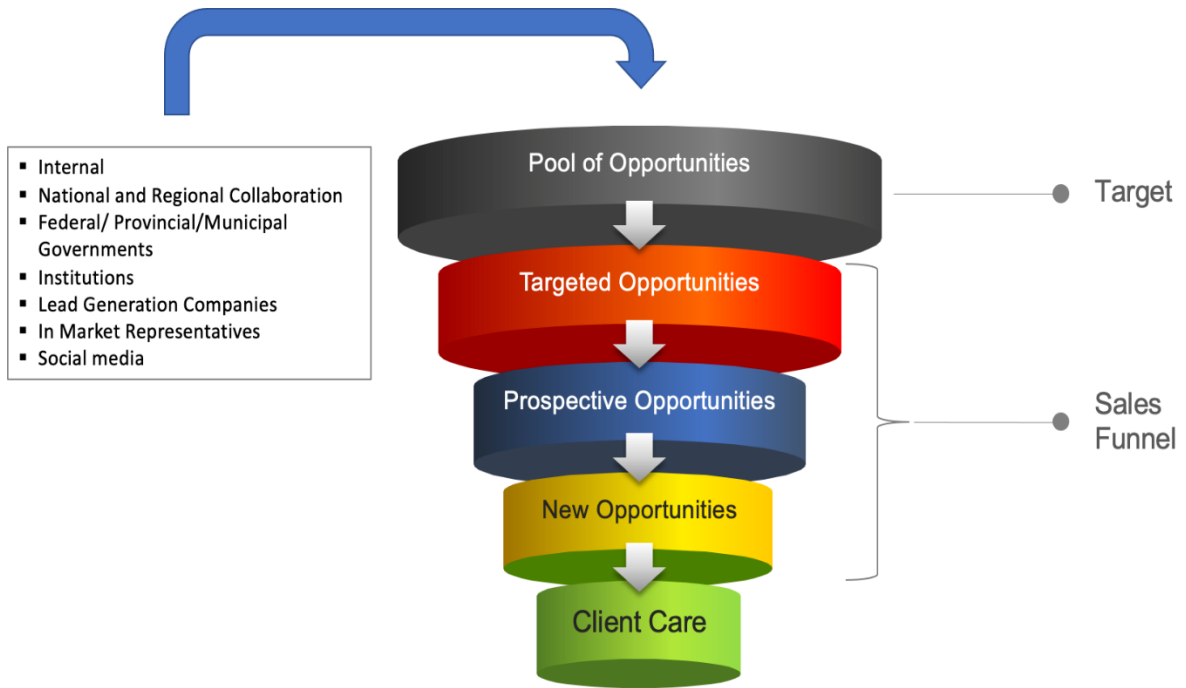 ▪ Internal
▪ National and Regional Collaboration
▪ Federal/ Provincial/Municipal
Governments
▪ Institutions
▪ Lead Generation Companies
▪ In Market Representatives
▪ Social media
Pool of Opportunities
Target
Targeted Opportunities
Prospective Opportunities
Sales
Funnel
New Opportunities
Client Care